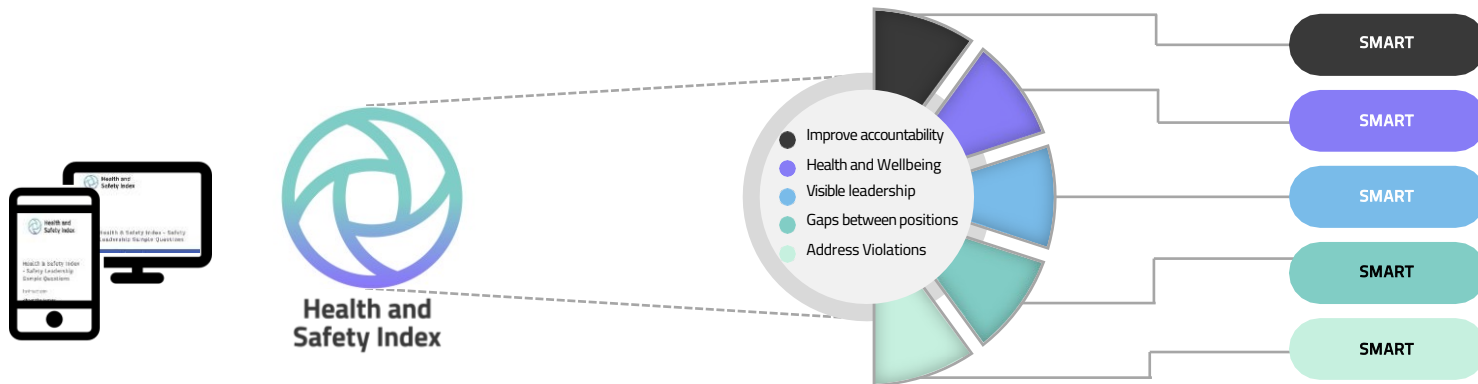 Health and
Safety Index
Health & Safety Index - Safety
Leadership Sample Questions
Health and
Safety Index
Health & Safety Index
- Safety Leadership
Sample Questions
Health and
Safety Index
Improve accountability
Health and Wellbeing
Visible leadership
Gaps between positions
Address Violations
SMART
SMART
SMART
SMART
SMART